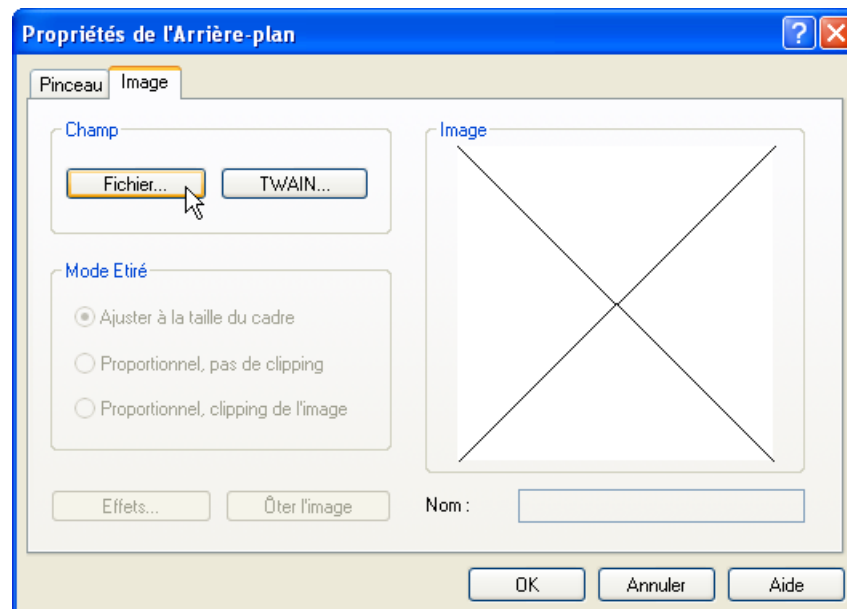 Propriétés de l'Arrière-plan
Pinceau Image
Champ
Fichier... TWAIN...
Mode Etiré
Ajuster à la taille du cadre
Proportionnel, pas de clipping
Proportionnel, clipping de l'image
Effets... Ôter l'image
Image
Nom :
OK Annuler Aide